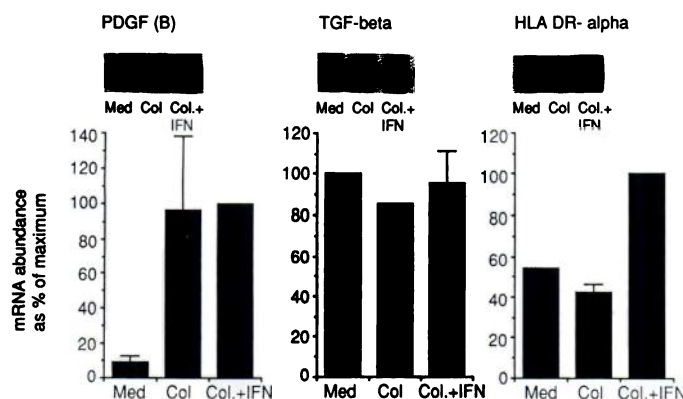 PDGF (B)
TGF-beta
HLA DR- alpha
Med Col Col.+
IFN
Med Col Col.+
IFN
Med Col Col.+
IFN
mRNA abundance
as % of maximum
140
120
100
80
60
40
20
0
Med Col Col.+IFN
120
100
80
60
40
20
0
Med Col Col.+IFN
120
100
80
60
40
20
0
Med Col Col.+IFN